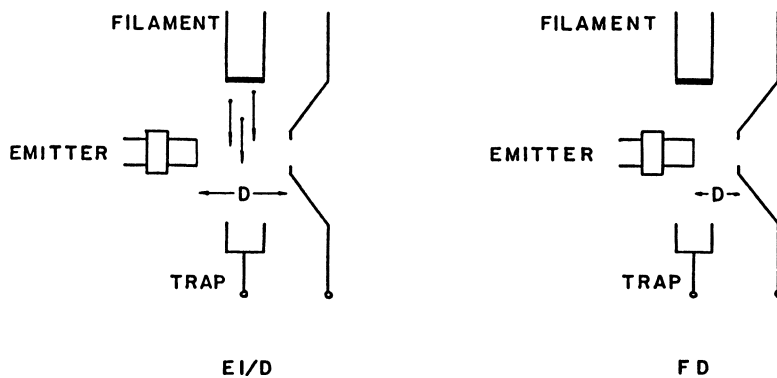 FILAMENT
EMITTER
D
TRAP
EI/D
FILAMENT
EMITTER
D
TRAP
FD